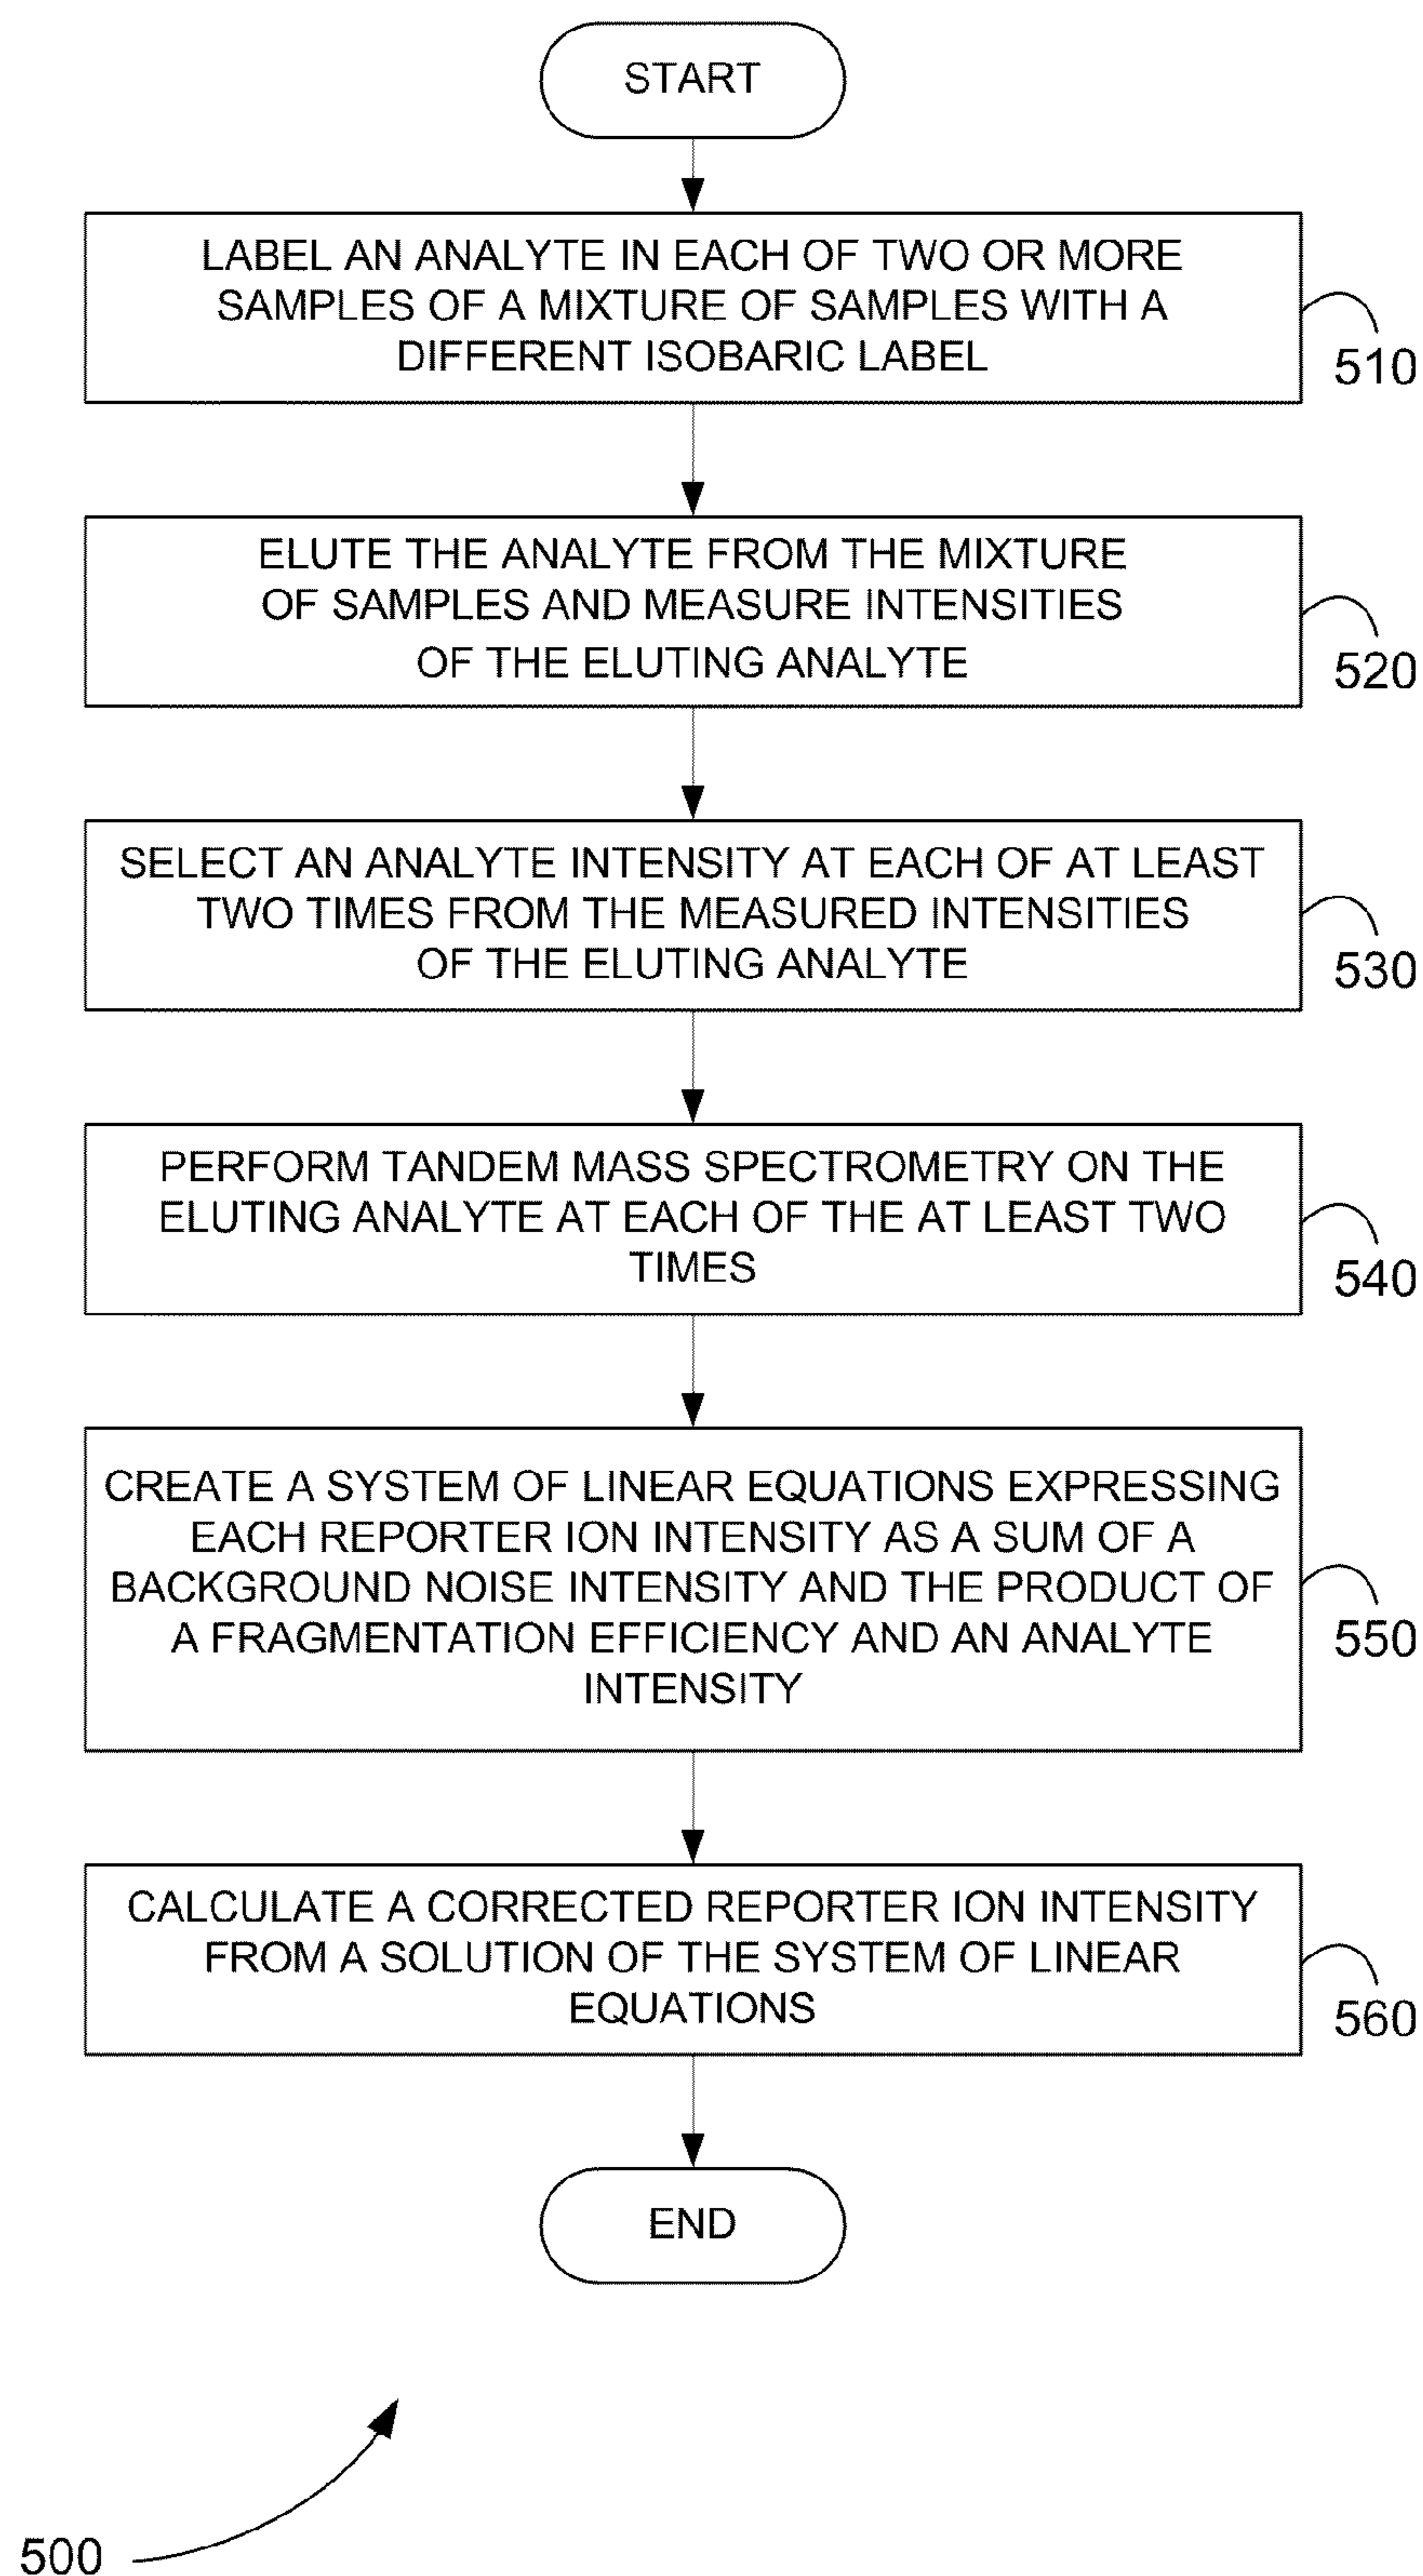 START
LABEL AN ANALYTE IN EACH OF TWO OR MORE
SAMPLES OF A MIXTURE OF SAMPLES WITH A
DIFFERENT ISOBARIC LABEL
510
ELUTE THE ANALYTE FROM THE MIXTURE
OF SAMPLES AND MEASURE INTENSITIES
OF THE ELUTING ANALYTE
520
SELECT AN ANALYTE INTENSITY AT EACH OF AT LEAST
TWO TIMES FROM THE MEASURED INTENSITIES
OF THE ELUTING ANALYTE
530
PERFORM TANDEM MASS SPECTROMETRY ON THE
ELUTING ANALYTE AT EACH OF THE AT LEAST TWO
TIMES
540
CREATE A SYSTEM OF LINEAR EQUATIONS EXPRESSING
EACH REPORTER ION INTENSITY AS A SUM OF A
BACKGROUND NOISE INTENSITY AND THE PRODUCT OF
A FRAGMENTATION EFFICIENCY AND AN ANALYTE
INTENSITY
550
CALCULATE A CORRECTED REPORTER ION INTENSITY
FROM A SOLUTION OF THE SYSTEM OF LINEAR
EQUATIONS
560
END
500